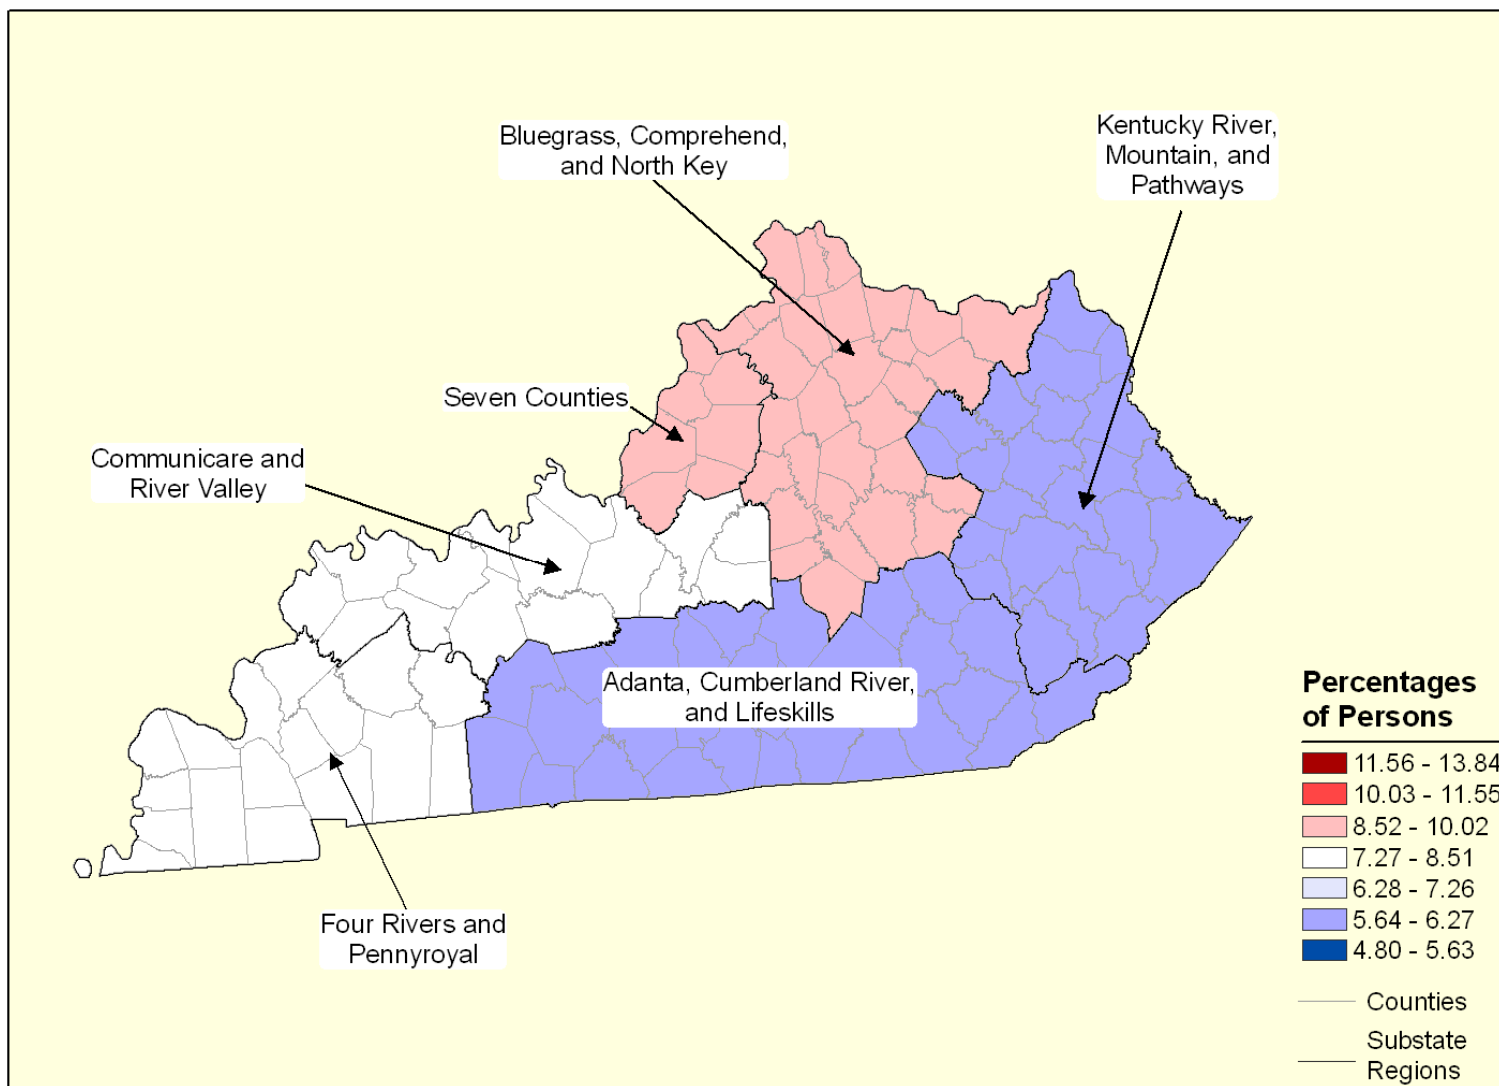 Bluegrass, Comprehend,
and North Key
Kentucky River,
Mountain, and
Pathways
Seven Counties
Communicare and
River Valley
Adanta, Cumberland River,
and Lifeskills
Four Rivers and
Pennyroyal
Percentages
of Persons
11.56 - 13.84
10.03 - 11.55
8.52 - 10.02
7.27 - 8.51
6.28 - 7.26
5.64 - 6.27
4.80 - 5.63
Counties
Substate
Regions